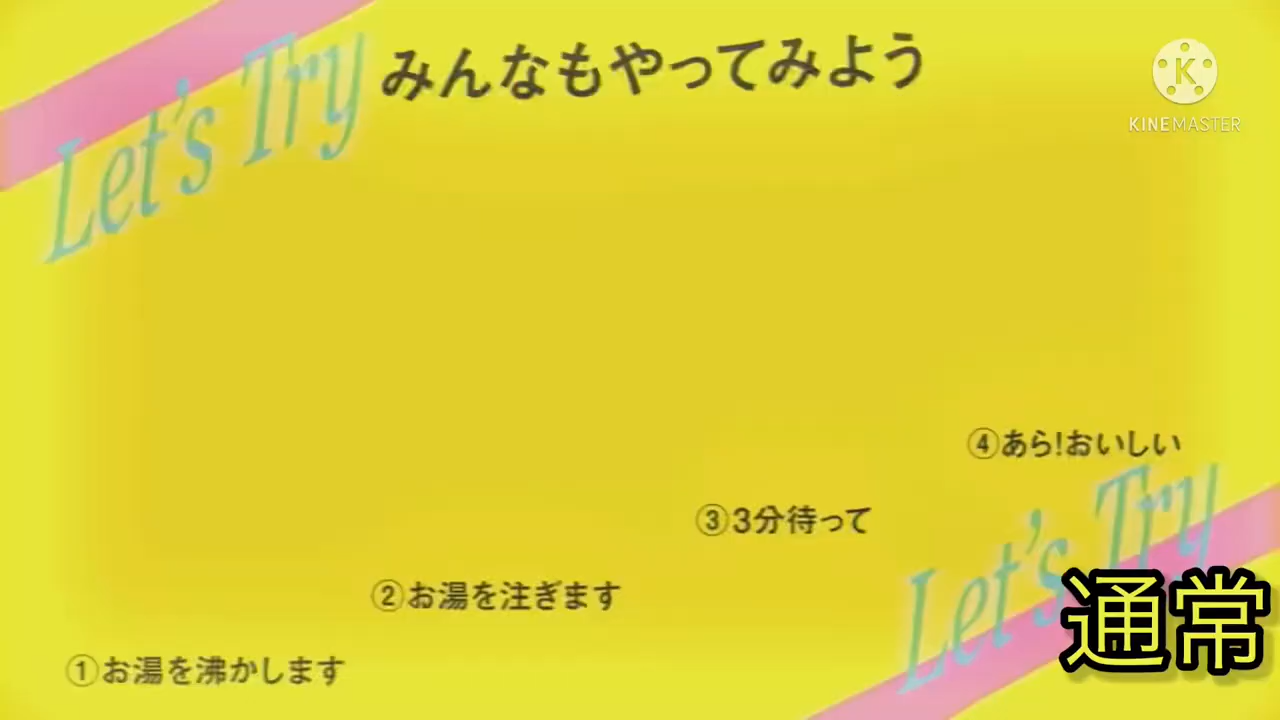 Let's Try
みんなもやってみよう
KINEMASTER
④あら!おいしい
③3分待って
②お湯を注ぎます
①お湯を沸かします
Let's Try
通常